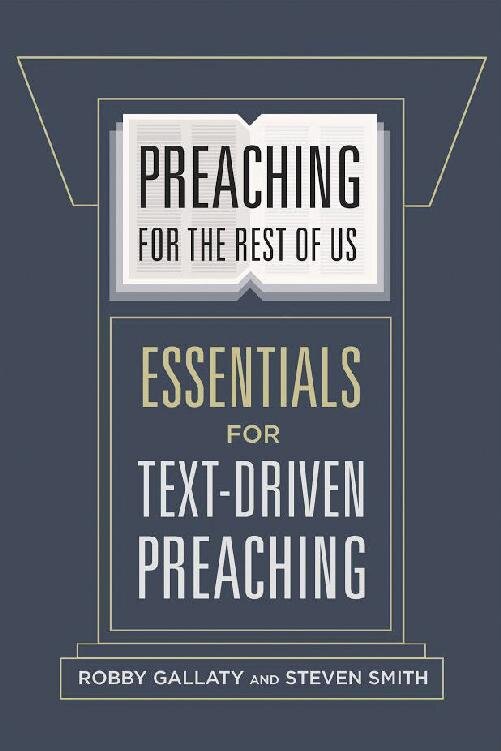 PREACHING
FOR THE REST OF US
ESSENTIALS
FOR
TEXT-DRIVEN
PREACHING
ROBBY GALLATY AND STEVEN SMITH